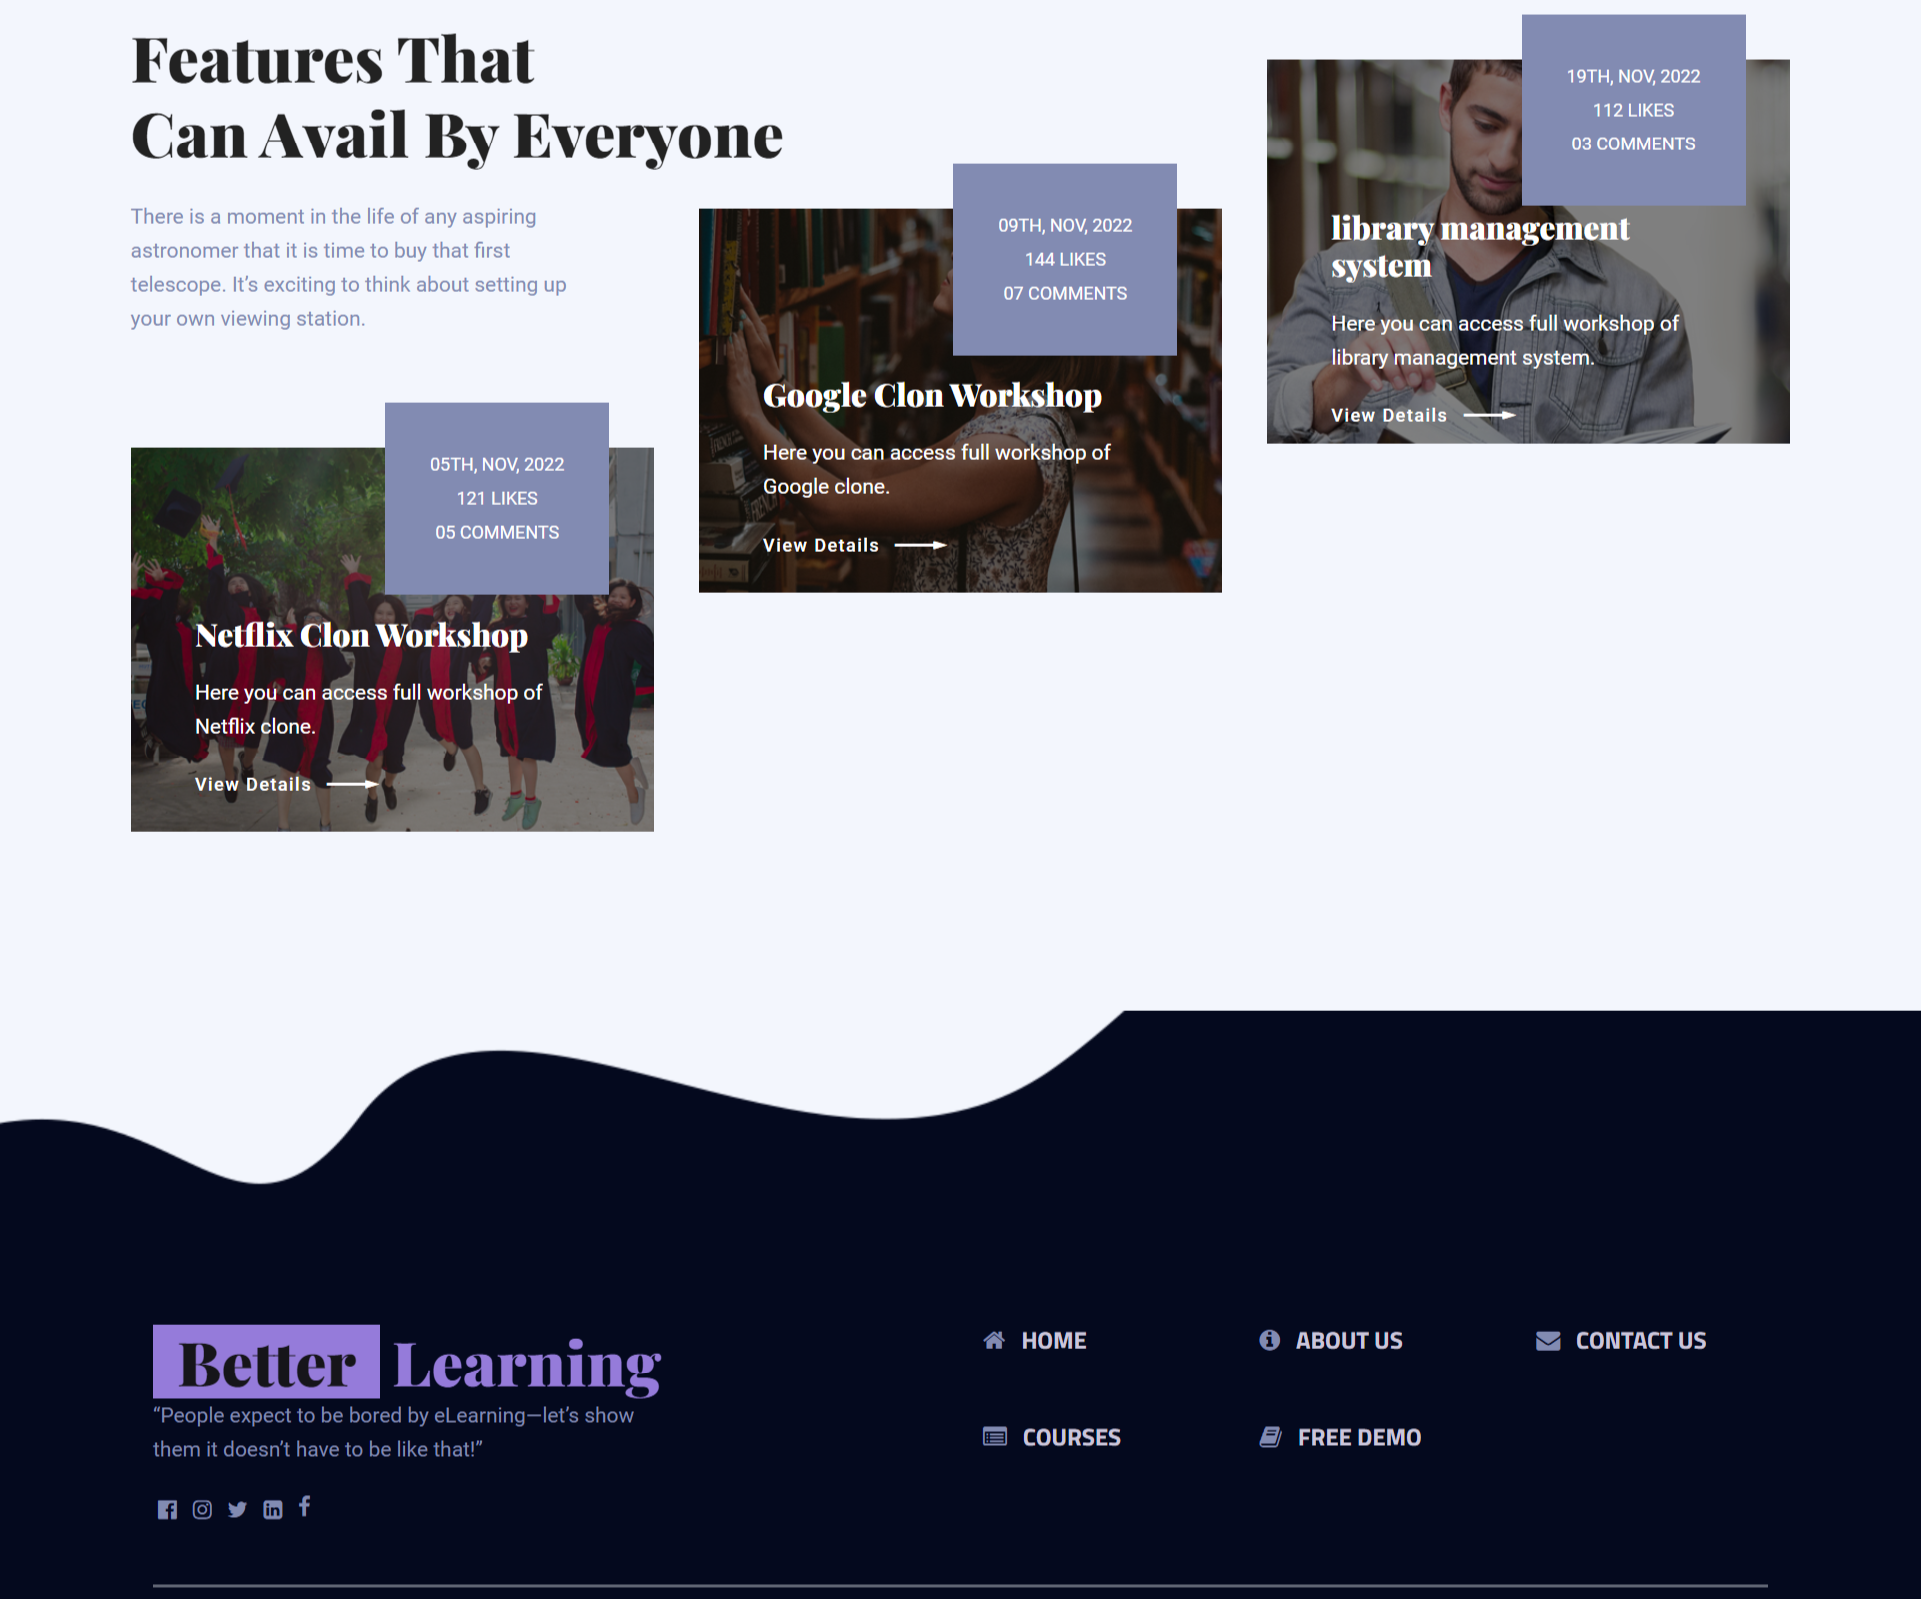 Features That
Can Avail By Everyone
There is a moment in the life of any aspiring
astronomer that it is time to buy that first
telescope. It’s exciting to think about setting up
your own viewing station.
05TH, NOV, 2022
121 LIKES
05 COMMENTS
Netflix Clon Workshop
Here you can access full workshop of
Netflix clone.
View Details
09TH, NOV, 2022
144 LIKES
07 COMMENTS
Google Clon Workshop
Here you can access full workshop of
Google clone.
View Details
19TH, NOV, 2022
112 LIKES
03 COMMENTS
library management
system
Here you can access full workshop of
library management system.
View Details
Better Learning
“People expect to be bored by eLearning—let’s show
them it doesn’t have to be like that!”
HOME
ABOUT US
CONTACT US
COURSES
FREE DEMO